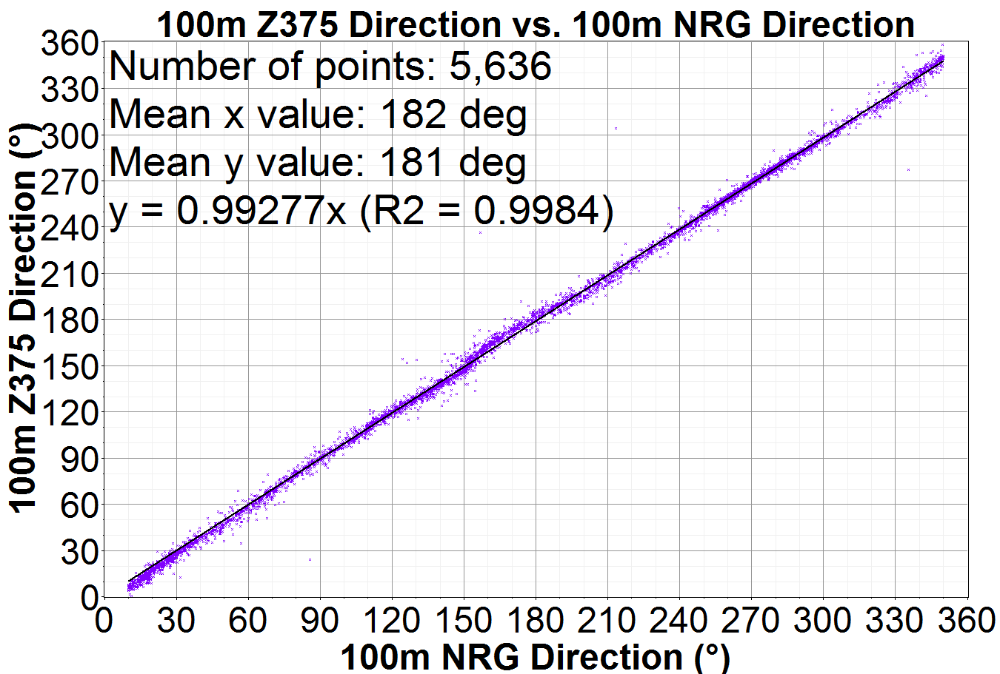 100m Z375 Direction vs. 100m NRG Direction
Number of points: 5,636
Mean x value: 182 deg
Mean y value: 181 deg
y = 0.99277x (R2 = 0.9984)
100m Z375 Direction (°)
360
330
300
270
240
210
180
150
120
90
60
30
0
0 30 60 90 120 150 180 210 240 270 300 330 360
100m NRG Direction (°)